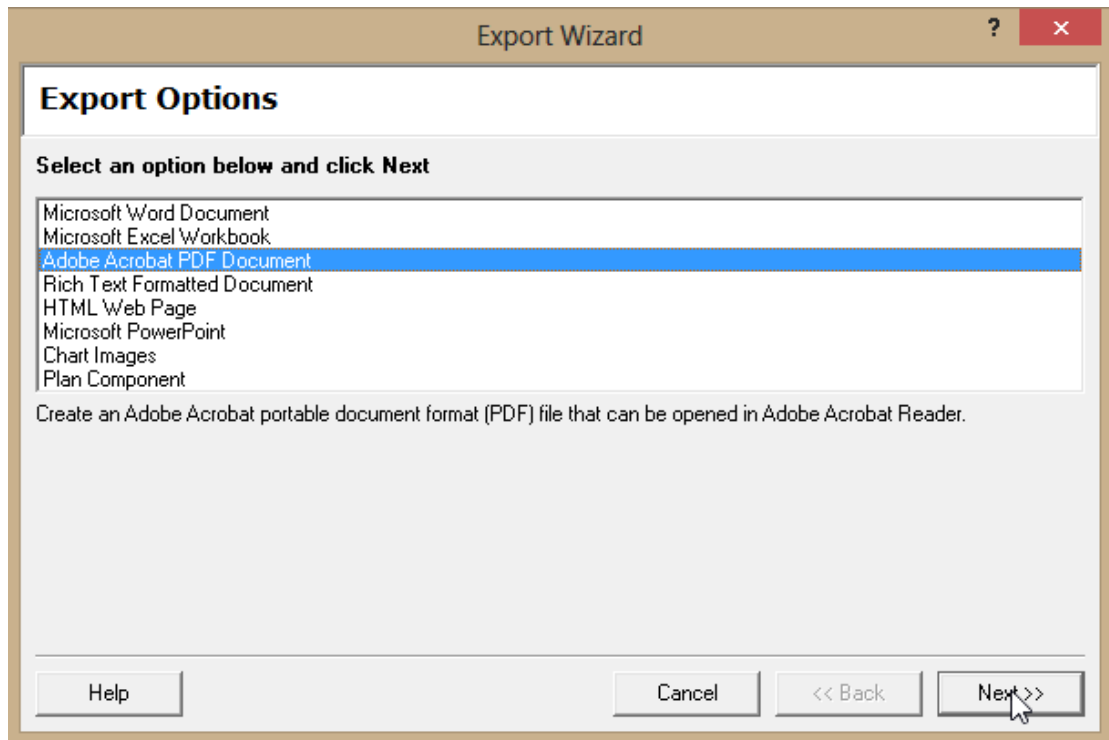 Export Wizard
?
Export Options
Select an option below and click Next
Microsoft Word Document
Microsoft Excel Workbook
Adobe Acrobat PDF Document
Rich Text Formatted Document
HTML Web Page
Microsoft PowerPoint
Chart Images
Plan Component
Create an Adobe Acrobat portable document format (PDF) file that can be opened in Adobe Acrobat Reader.
Help
Cancel
<< Back
Next >>